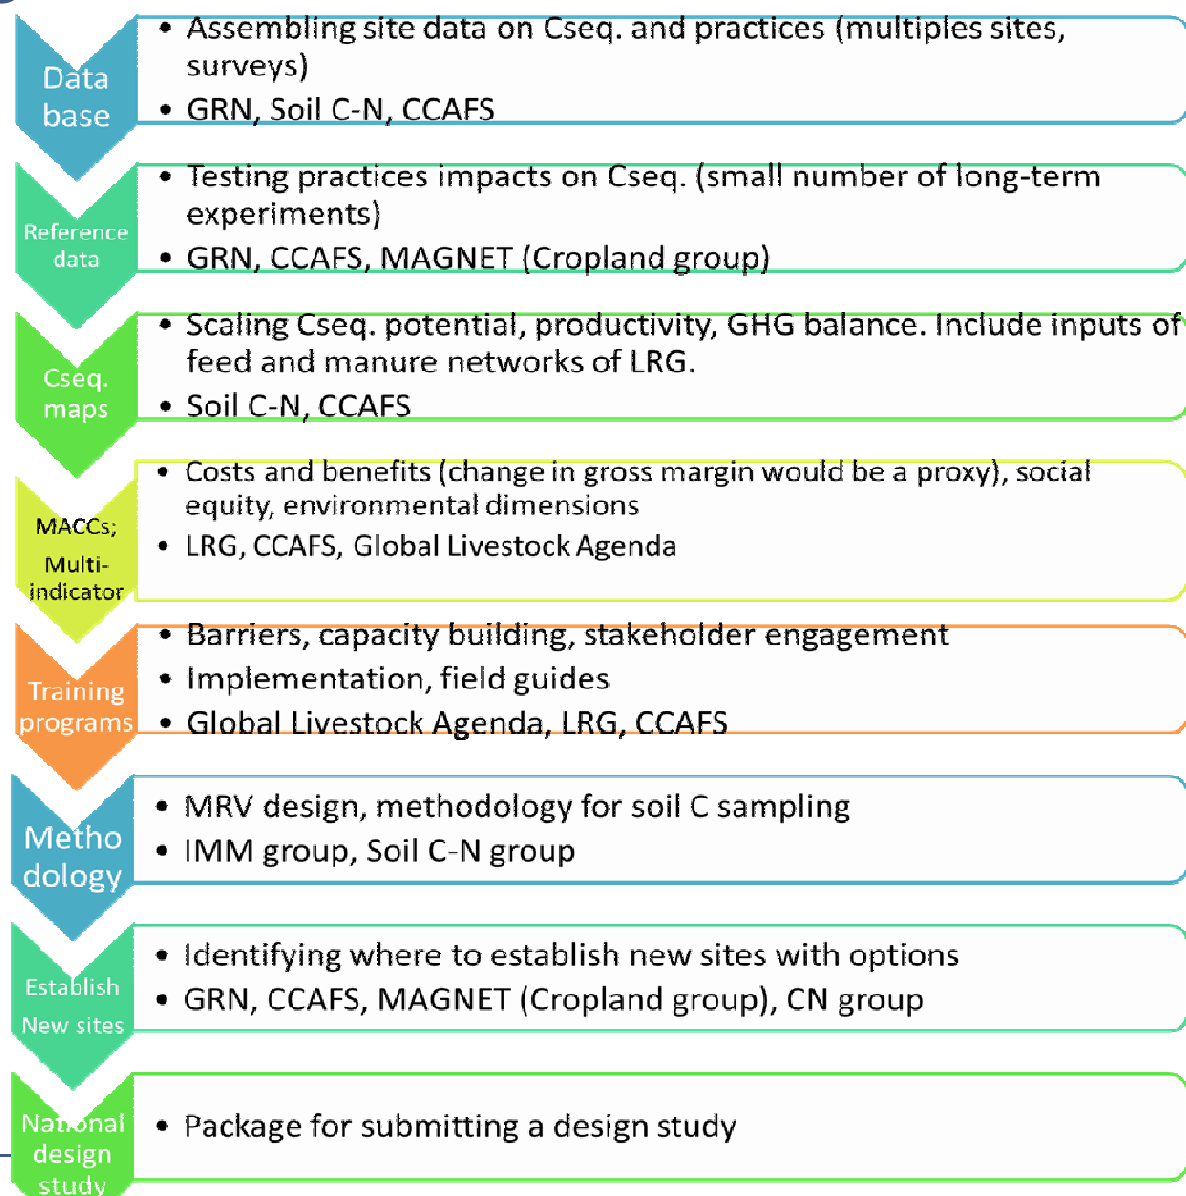 Data
base
• Assembling site data on Cseq. and practices (multiples sites,
surveys)
• GRN, Soil C-N, CCAFS
Reference
data
• Testing practices impacts on Cseq. (small number of long-term
experiments)
• GRN, CCAFS, MAGNET (Cropland group)
Cseq.
maps
• Scaling Cseq. potential, productivity, GHG balance. Include inputs of
feed and manure networks of LRG.
• Soil C-N, CCAFS
MACCs;
Multi-
indicator
• Costs and benefits (change in gross margin would be a proxy), social
equity, environmental dimensions
• LRG, CCAFS, Global Livestock Agenda
Training
programs
• Barriers, capacity building, stakeholder engagement
• Implementation, field guides
• Global Livestock Agenda, LRG, CCAFS
Metho
dology
• MRV design, methodology for soil C sampling
• IMM group, Soil C-N group
Establish
New sites
• Identifying where to establish new sites with options
• GRN, CCAFS, MAGNET (Cropland group), CN group
National
design
study
• Package for submitting a design study